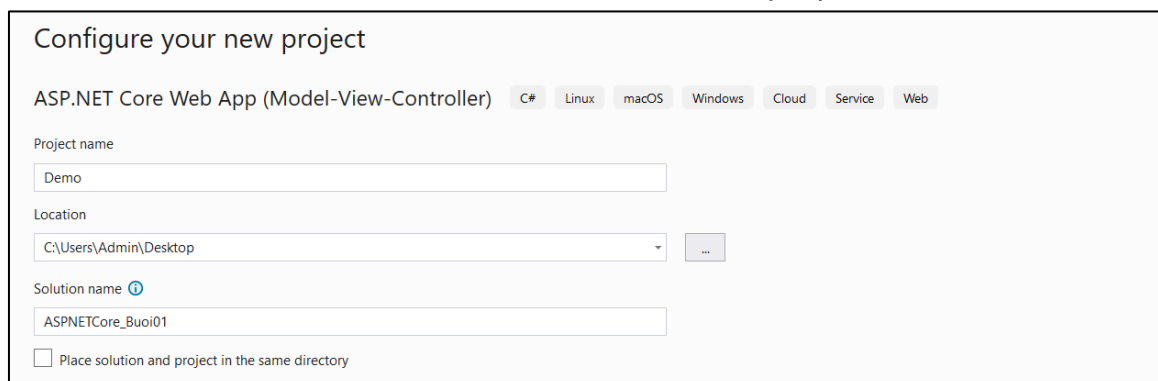 Configure your new project
ASP.NET Core Web App (Model-View-Controller) C# Linux macOS Windows Cloud Service Web
Project name
Demo
Location
C:\Users\Admin\Desktop ...
Solution name
ASPNETCore_Buoi01
Place solution and project in the same directory